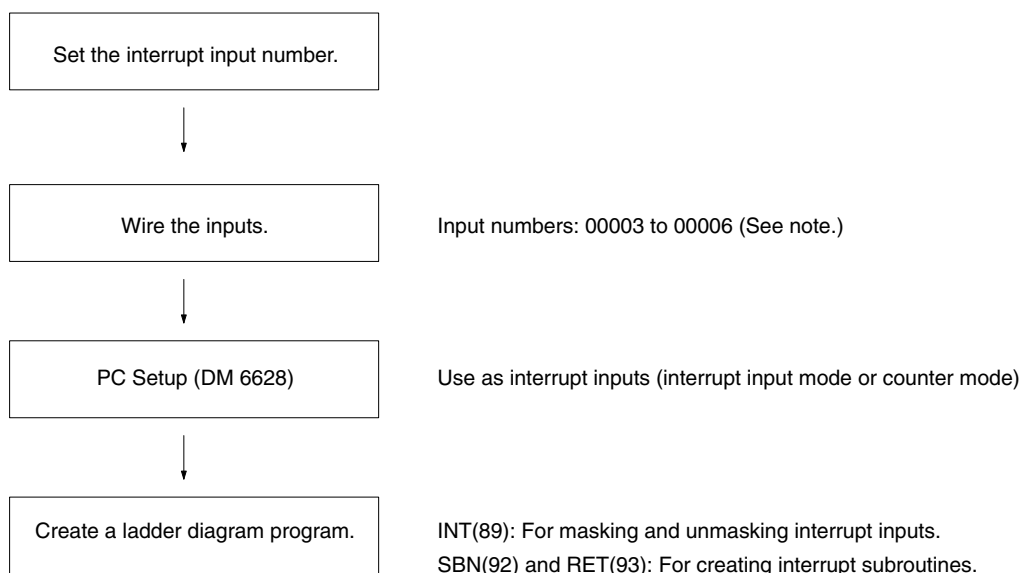 Set the interrupt input number.
Wire the inputs.
Input numbers: 00003 to 00006 (See note.)
PC Setup (DM 6628)
Use as interrupt inputs (interrupt input mode or counter mode)
Create a ladder diagram program.
INT(89): For masking and unmasking interrupt inputs.
SBN(92) and RET(93): For creating interrupt subroutines.